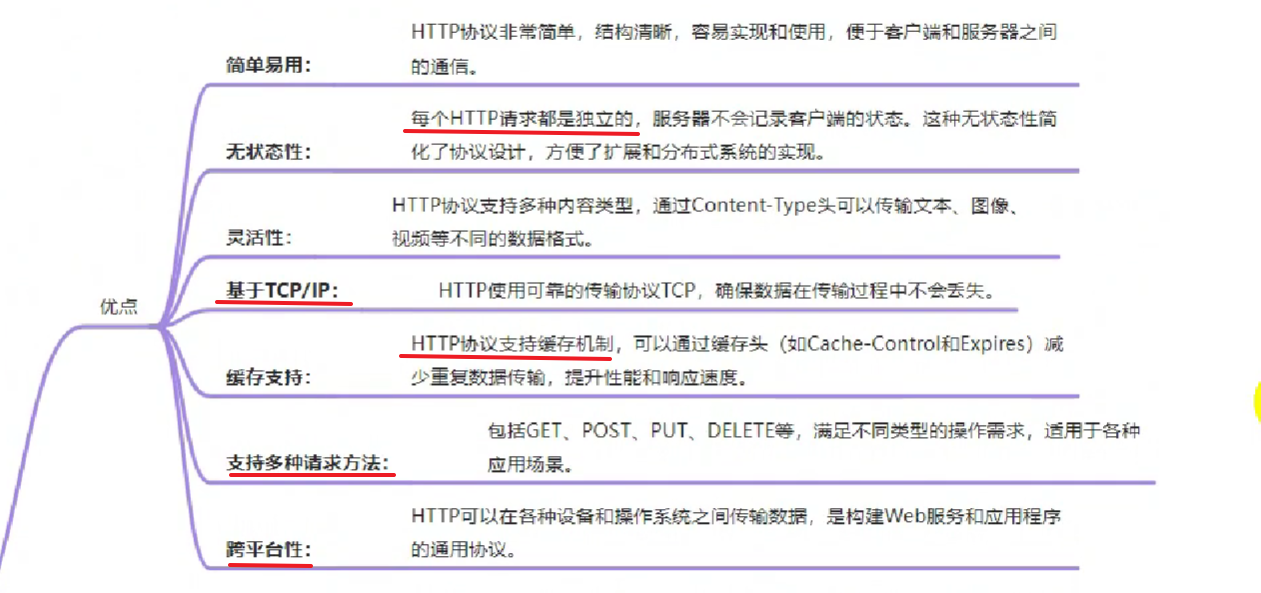 HTTP协议非常简单，结构清晰，容易实现和使用，便于客户端和服务器之间
简单易用：
的通信。
每个HTTP请求都是独立的，服务器不会记录客户端的状态。这种无状态性简
无状态性：
化了协议设计，方便了扩展和分布式系统的实现。
HTTP协议支持多种内容类型，通过Content-Type头可以传输文本、图像、
灵活性：
视频等不同的数据格式。
优点
基于TCP/IP：
HTTP使用可靠的传输协议TCP，确保数据在传输过程中不会丢失。
HTTP协议支持缓存机制，可以通过缓存头（如Cache-Control和Expires）减
缓存支持：
少重复数据传输，提升性能和响应速度。
包括GET、POST、PUT、DELETE等，满足不同类型的操作需求，适用于各种
支持多种请求方法：
应用场景。
HTTP可以在各种设备和操作系统之间传输数据，是构建Web服务和应用程序
跨平台性：
的通用协议。